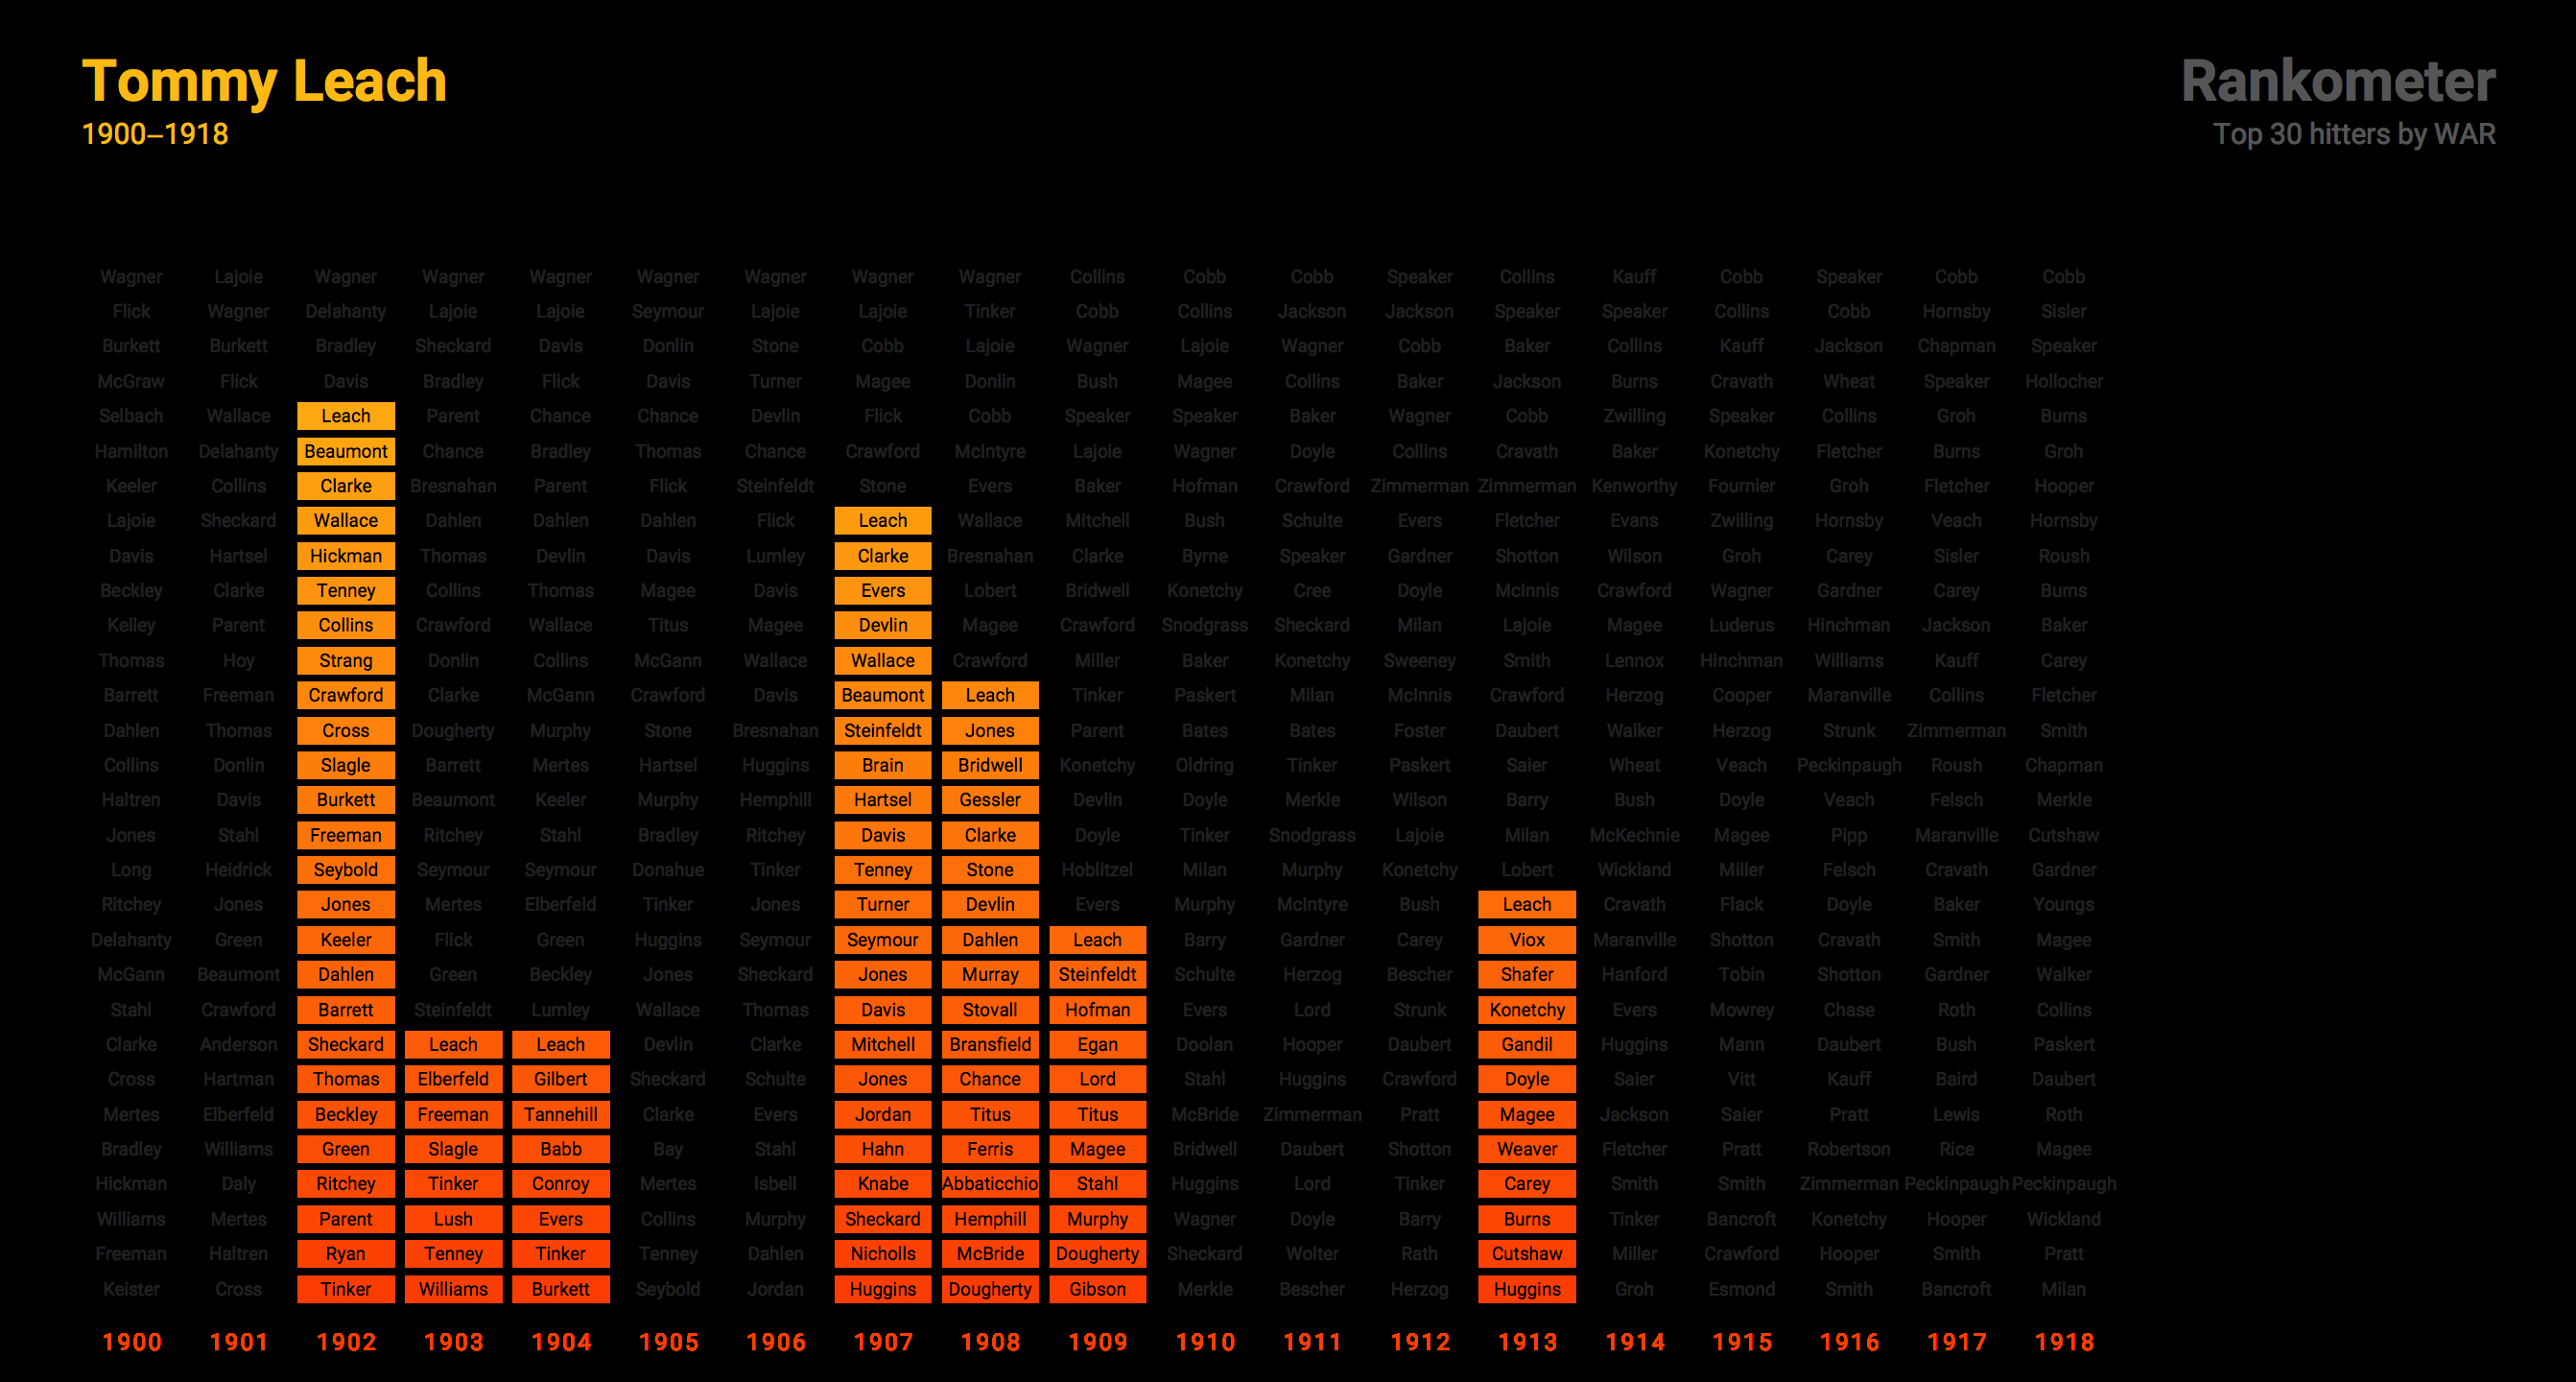 Tommy Leach
1900–1918
Rankometer
Top 30 hitters by WAR
Wagner Lajoie Wagner Wagner Wagner Wagner Wagner Wagner Wagner Collins Cobb Cobb Speaker Collins Kauff Cobb Speaker Cobb Cobb
Flick Wagner Delahanty Lajoie Lajoie Seymour Lajoie Lajoie Tinker Cobb Collins Jackson Jackson Speaker Speaker Collins Cobb Hornsby Sisler
Burkett Burkett Bradley Sheckard Davis Donlin Stone Cobb Lajoie Wagner Lajoie Wagner Cobb Baker Collins Kauff Jackson Chapman Speaker
McGraw Flick Davis Bradley Flick Davis Turner Magee Donlin Bush Magee Collins Baker Jackson Burns Cravath Wheat Speaker Hollocher
Selbach Wallace Leach Parent Chance Chance Devlin Flick Cobb Speaker Speaker Baker Wagner Cobb Zwilling Speaker Collins Groh Burns
Hamilton Delahanty Beaumont Chance Bradley Thomas Chance Crawford McIntyre Lajoie Wagner Doyle Collins Cravath Baker Konetchy Fletcher Burns Groh
Keeler Collins Clarke Bresnahan Parent Flick Steinfeldt Stone Evers Baker Hofman Crawford Zimmerman Zimmerman Kenworthy Fournier Groh Fletcher Hooper
Lajoie Sheckard Wallace Dahlen Dahlen Dahlen Flick Leach Wallace Mitchell Bush Schulte Evers Fletcher Evans Zwilling Hornsby Veach Hornsby
Davis Hartsel Hickman Thomas Devlin Davis Lumley Clarke Bresnahan Clarke Byrne Speaker Gardner Shotton Wilson Groh Carey Sisler Roush
Beckley Clarke Tenney Collins Thomas Magee Davis Evers Lobert Bridwell Konetchy Cree Doyle McInnis Crawford Wagner Gardner Carey Burns
Kelley Parent Collins Crawford Wallace Titus Magee Devlin Magee Crawford Snodgrass Sheckard Milan Lajoie Magee Luderus Hinchman Jackson Baker
Thomas Hoy Strang Donlin Collins McGann Wallace Wallace Crawford Miller Baker Konetchy Sweeney Smith Lennox Hinchman Williams Kauff Carey
Barrett Freeman Crawford Clarke McGann Crawford Davis Beaumont Leach Tinker Paskert Milan McInnis Crawford Herzog Cooper Maranville Collins Fletcher
Dahlen Thomas Cross Dougherty Murphy Stone Bresnahan Steinfeldt Jones Parent Bates Bates Foster Daubert Walker Herzog Strunk Zimmerman Smith
Collins Donlin Slagle Barrett Mertes Hartsel Huggins Brain Bridwell Konetchy Oldring Tinker Paskert Saier Wheat Veach Peckinpaugh Roush Chapman
Haltren Davis Burkett Beaumont Keeler Murphy Hemphill Hartsel Gessler Devlin Doyle Merkle Wilson Barry Bush Doyle Veach Felsch Merkle
Jones Stahl Freeman Ritchey Stahl Bradley Ritchey Davis Clarke Doyle Tinker Snodgrass Lajoie Milan McKechnie Magee Pipp Maranville Cutshaw
Long Heidrick Seybold Seymour Seymour Donahue Tinker Tenney Stone Hoblitzel Milan Murphy Konetchy Lobert Wickland Miller Felsch Cravath Gardner
Ritchey Jones Jones Mertes Elberfeld Tinker Jones Turner Devlin Evers Murphy McIntyre Bush Leach Cravath Flack Doyle Baker Youngs
Delahanty Green Keeler Flick Green Huggins Seymour Seymour Dahlen Leach Barry Gardner Carey Viox Maranville Shotton Cravath Smith Magee
McGann Beaumont Dahlen Green Beckley Jones Sheckard Jones Murray Steinfeldt Schulte Herzog Bescher Shafer Hanford Tobin Shotton Gardner Walker
Stahl Crawford Barrett Steinfeldt Lumley Wallace Thomas Davis Stovall Hofman Evers Lord Strunk Konetchy Evers Mowrey Chase Roth Collins
Clarke Anderson Sheckard Leach Leach Devlin Clarke Mitchell Bransfield Egan Doolan Hooper Daubert Gandil Huggins Mann Daubert Bush Paskert
Cross Hartman Thomas Elberfeld Gilbert Sheckard Schulte Jones Chance Lord Stahl Huggins Crawford Doyle Saier Vitt Kauff Baird Daubert
Mertes Elberfeld Beckley Freeman Tannehill Clarke Evers Jordan Titus Titus McBride Zimmerman Pratt Magee Jackson Saier Pratt Lewis Roth
Bradley Williams Green Slagle Babb Bay Stahl Hahn Ferris Magee Bridwell Daubert Shotton Weaver Fletcher Pratt Robertson Rice Magee
Hickman Daly Ritchey Tinker Conroy Mertes Isbell Knabe Abbaticchio Stahl Huggins Lord Tinker Carey Smith Smith Zimmerman Peckinpaugh Peckinpaugh
Williams Mertes Parent Lush Evers Collins Murphy Sheckard Hemphill Murphy Wagner Doyle Barry Burns Tinker Bancroft Konetchy Hooper Wickland
Freeman Haltren Ryan Tenney Tinker Tenney Dahlen Nicholls McBride Dougherty Sheckard Wolter Rath Cutshaw Miller Crawford Hooper Smith Pratt
Keister Cross Tinker Williams Burkett Seybold Jordan Huggins Dougherty Gibson Merkle Bescher Herzog Huggins Groh Esmond Smith Bancroft Milan
1900 1901 1902 1903 1904 1905 1906 1907 1908 1909 1910 1911 1912 1913 1914 1915 1916 1917 1918